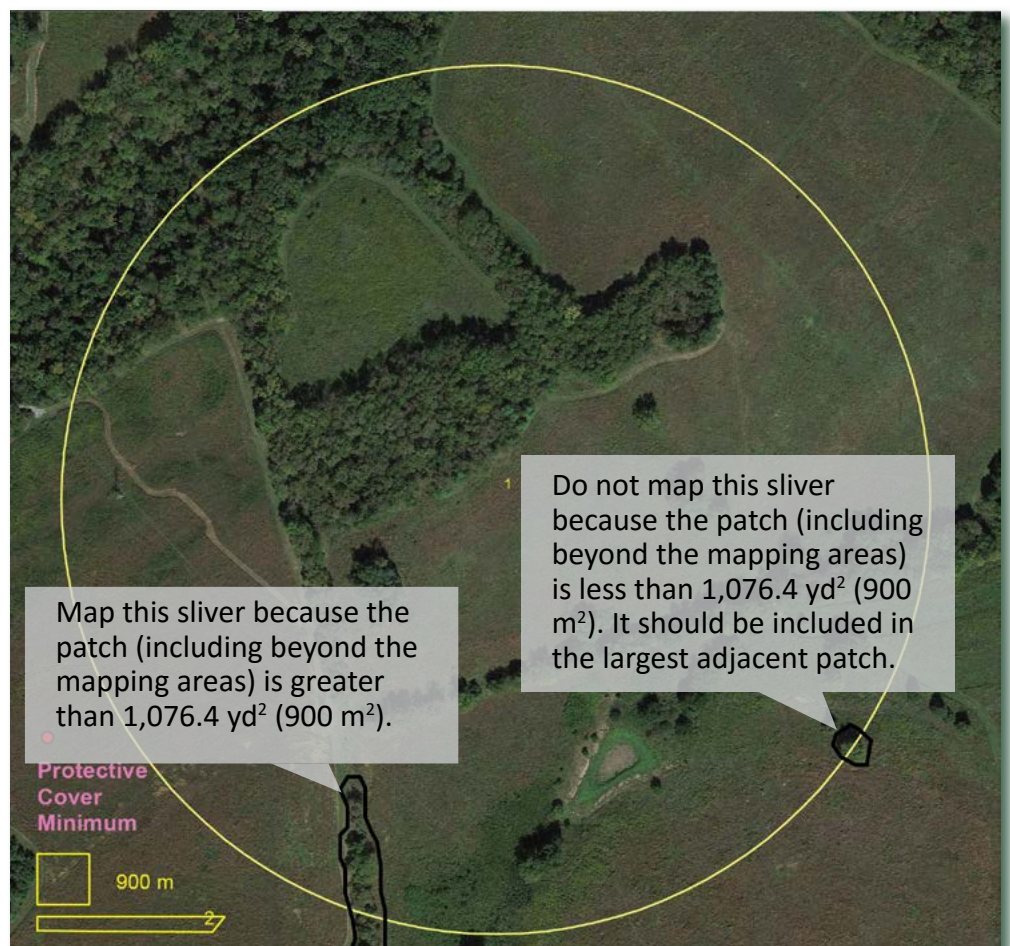 1
Do not map this sliver
because the patch (including
beyond the mapping areas)
is less than 1,076.4 yd² (900
m²). It should be included in
the largest adjacent patch.
Map this sliver because the
patch (including beyond the
mapping areas) is greater
than 1,076.4 yd² (900 m²).
Protective
Cover
Minimum
900 m
2